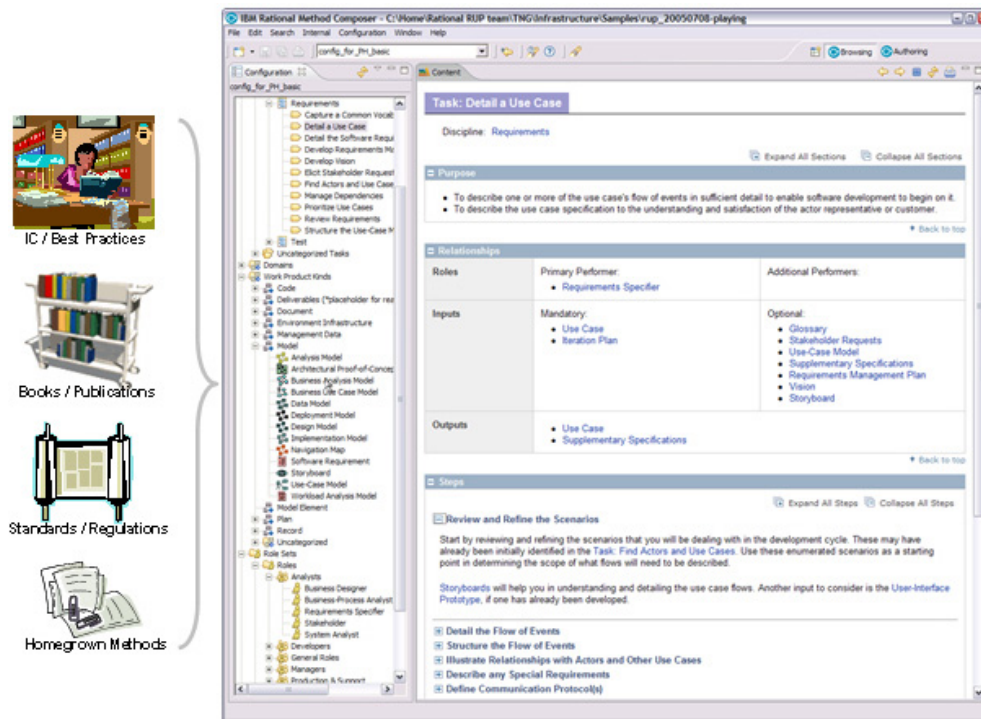 IBM Rational Method Composer - C:\Home\Rational RUP team\TNG\Infrastructure\Samples\rup_20050708-playing
File Edit Search Internal Configuration Window Help
config_for_PH_basic
Browsing
Authoring
IC / Best Practices
Books / Publications
Standards / Regulations
Homegrown Methods
Configuration
config_for_PH_basic
Requirements
Capture a Common Vocab
Detail a Use Case
Detail the Software Requi
Develop Requirements Ma
Develop Vision
Elicit Stakeholder Request
Find Actors and Use Case
Manage Dependencies
Prioritize Use Cases
Review Requirements
Structure the Use-Case M
Test
Uncategorized Tasks
Domains
Work Product Kinds
Code
Deliverables (*placeholder for rea
Document
Environment Infrastructure
Management Data
Model
Analysis Model
Architectural Proof-of-Concep
Business Analysis Model
Business Use Case Model
Data Model
Deployment Model
Design Model
Implementation Model
Navigation Map
Software Requirement
Storyboard
Use-Case Model
Workload Analysis Model
Model Element
Plan
Record
Uncategorized
Role Sets
Roles
Analysts
Business Designer
Business-Process Analyst
Requirements Specifier
Stakeholder
System Analyst
Developers
General Roles
Managers
Production & Support
Content
Task: Detail a Use Case
Discipline: Requirements
Expand All Sections Collapse All Sections
Purpose
• To describe one or more of the use case's flow of events in sufficient detail to enable software development to begin on it.
• To describe the use case specification to the understanding and satisfaction of the actor representative or customer.
Back to top
Relationships
Roles
Primary Performer:
• Requirements Specifier
Additional Performers:
Inputs
Mandatory:
• Use Case
• Iteration Plan
Optional:
• Glossary
• Stakeholder Requests
• Use-Case Model
• Supplementary Specifications
• Requirements Management Plan
• Vision
• Storyboard
Outputs
• Use Case
• Supplementary Specifications
Back to top
Steps
Expand All Steps Collapse All Steps
Review and Refine the Scenarios
Start by reviewing and refining the scenarios that you will be dealing with in the development cycle. These may have
already been initially identified in the Task: Find Actors and Use Cases. Use these enumerated scenarios as a starting
point in determining the scope of what flows will need to be described.
Storyboards will help you in understanding and detailing the use case flows. Another input to consider is the User-Interface
Prototype, if one has already been developed.
Detail the Flow of Events
Structure the Flow of Events
Illustrate Relationships with Actors and Other Use Cases
Describe any Special Requirements
Define Communication Protocol(s)